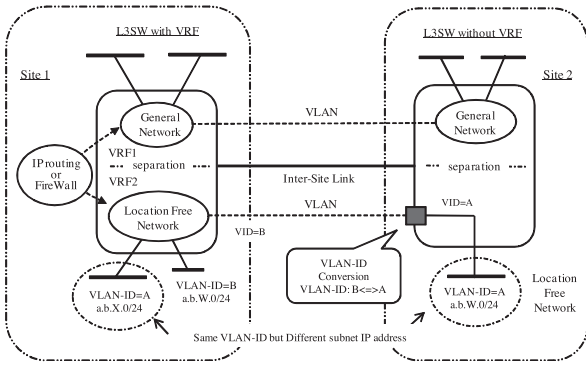 L3SW with VRF
L3SW without VRF
Site 1
Site 2
General
Network
VLAN
General
Network
IP routing
or
FireWall
VRF1
separation
VRF2
Inter-Site Link
separation
Location Free
Network
VLAN
VID=B
VID=A
VLAN-ID
Conversion
VLAN-ID: B<=>A
VLAN-ID=A
a.b.X.0/24
VLAN-ID=B
a.b.W.0/24
VLAN-ID=A
a.b.W.0/24
Location
Free
Network
Same VLAN-ID but Different subnet IP address